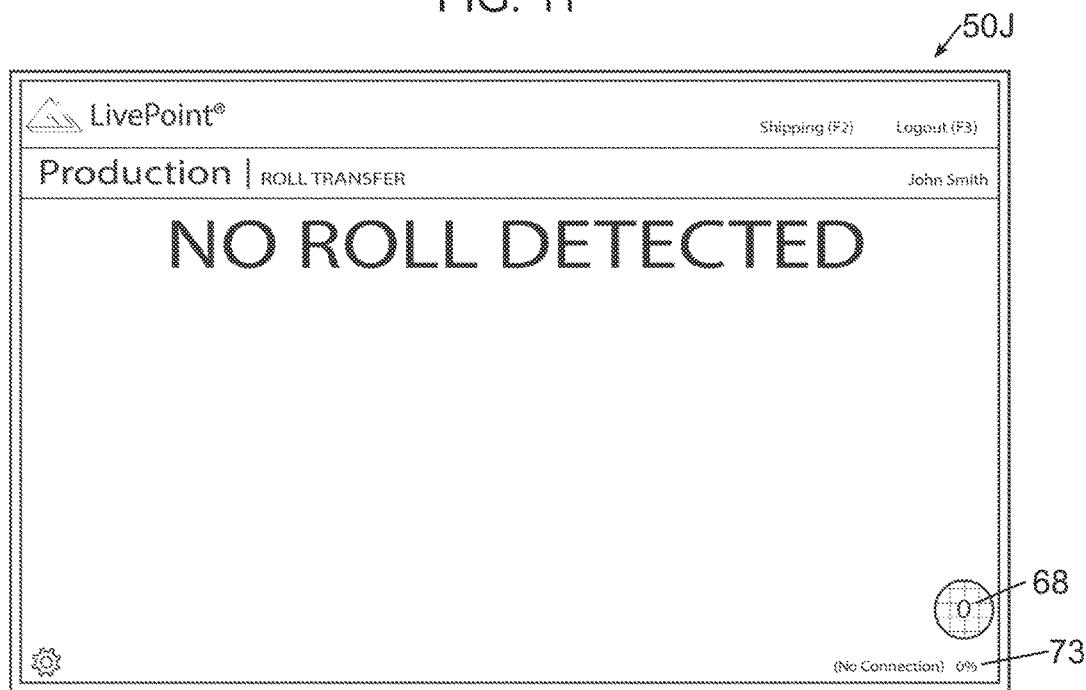 50J
LivePoint®
Shipping (F2) Logout (F3)
Production | ROLL TRANSFER
John Smith
NO ROLL DETECTED
0
68
(No Connection) 0%
73